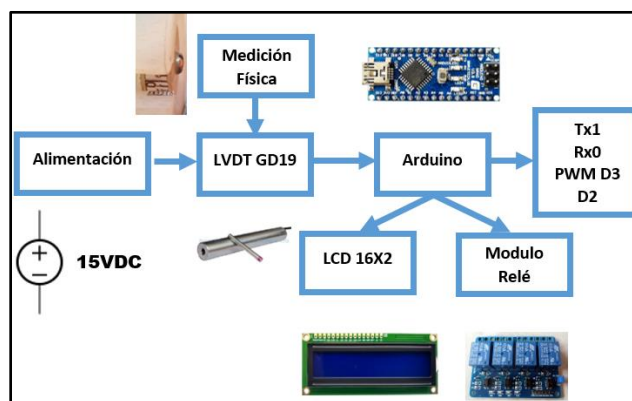 Medición
Física
Alimentación
LVDT GD19
Arduino
Tx1
Rx0
PWM D3
D2
15VDC
LCD 16X2
Modulo
Relé